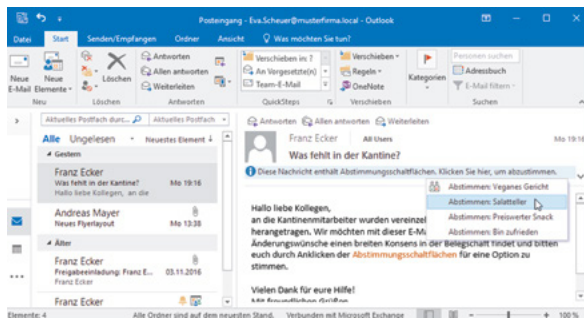 Posteingang - Eva.Scheuer@musterfirma.local - Outlook
Datei Start Senden/Empfangen Ordner Ansicht Was möchten Sie tun?
Neue E-Mail
Neue Elemente
Neu
Löschen
Löschen
Antworten
Allen antworten
Weiterleiten
Antworten
Verschieben in: ?
An Vorgesetzte(n)
Team-E-Mail
QuickSteps
Verschieben
Regeln
OneNote
Verschieben
Kategorien
Personen suchen
Adressbuch
E-Mail filtern
Suchen
Aktuelles Postfach durc... Aktuelles Postfach
Alle Ungelesen Neuestes Element ↓
Gestern
Franz Ecker
Was fehlt in der Kantine? Mo 19:16
Hallo liebe Kollegen, an die
Andreas Mayer
Neues Flyerlayout Mo 13:38
Älter
Franz Ecker
Freigabeeinladung: Franz E... 03.11.2016
Franz Ecker
Franz Ecker
Antworten Allen antworten Weiterleiten
Franz Ecker All Users Mo 19:16
Was fehlt in der Kantine?
Diese Nachricht enthält Abstimmungsschaltflächen. Klicken Sie hier, um abzustimmen.
Abstimmen: Veganes Gericht
Abstimmen: Salatteller
Abstimmen: Preiswerter Snack
Abstimmen: Bin zufrieden
Hallo liebe Kollegen,
an die Kantinenmitarbeiter wurden vereinzel
herangetragen. Wir möchten mit dieser E-Ma
Änderungswünsche einen breiten Konsens in der Belegschaft findet und bitten
euch durch Anklicken der Abstimmungsschaltflächen für eine Option zu
stimmen.
Vielen Dank für eure Hilfe!
Mit freundlichen Grüßen
Elemente: 4 Alle Ordner sind auf dem neuesten Stand. Verbunden mit Microsoft Exchange 100 %